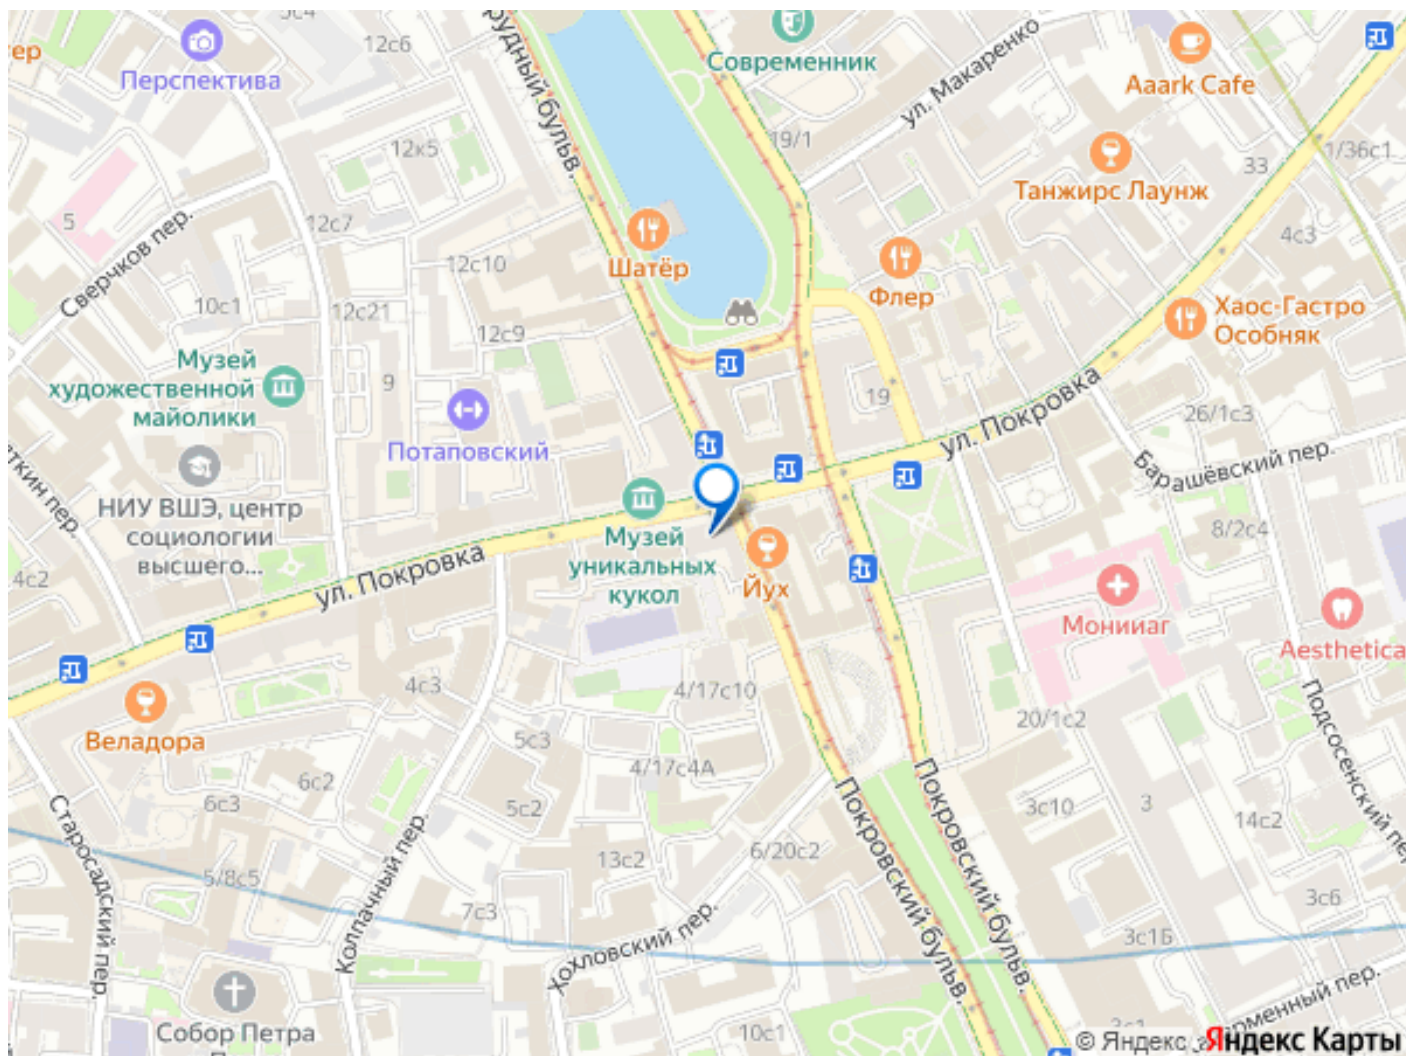 5с4
12с6
Современник
ул. Макаренко
Aaark Cafe
Перспектива
рудный бульв.
19/1
1/36с1
33
12к5
Танжирс Лаунж
5
Сверчков пер.
12с7
4с3
12с10
Шатёр
Флер
10с1
12с21
12с9
Хаос-Гастро
Особняк
Музей
художественной
майолики
9
19
ул. Покровка
26/1с3
Потаповский
Барашёвский пер.
НИУ ВШЭ, центр
социологии
высшего...
Музей
уникальных
кукол
8/2с4
4с2
ул. Покровка
Йух
Мониияг
Aesthetica
4с3
4/17с10
20/1с2
Веладора
5с3
4/17с4А
Подсосенский пер
6с2
6с3
5с2
Покровский бульв.
Покровский бульв.
3с10
3
14с2
Старосадский пер.
Колпачный пер.
13с2
6/20с2
5/8с5
7с3
3с6
Хохловский пер.
3с1Б
Собор Петра
10с1
© Яндекс
Яндекс Карты